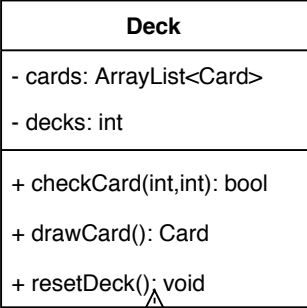 Deck
- cards: ArrayList<Card>
- decks: int
+ checkCard(int,int): bool
+ drawCard(): Card
+ resetDeck(): void